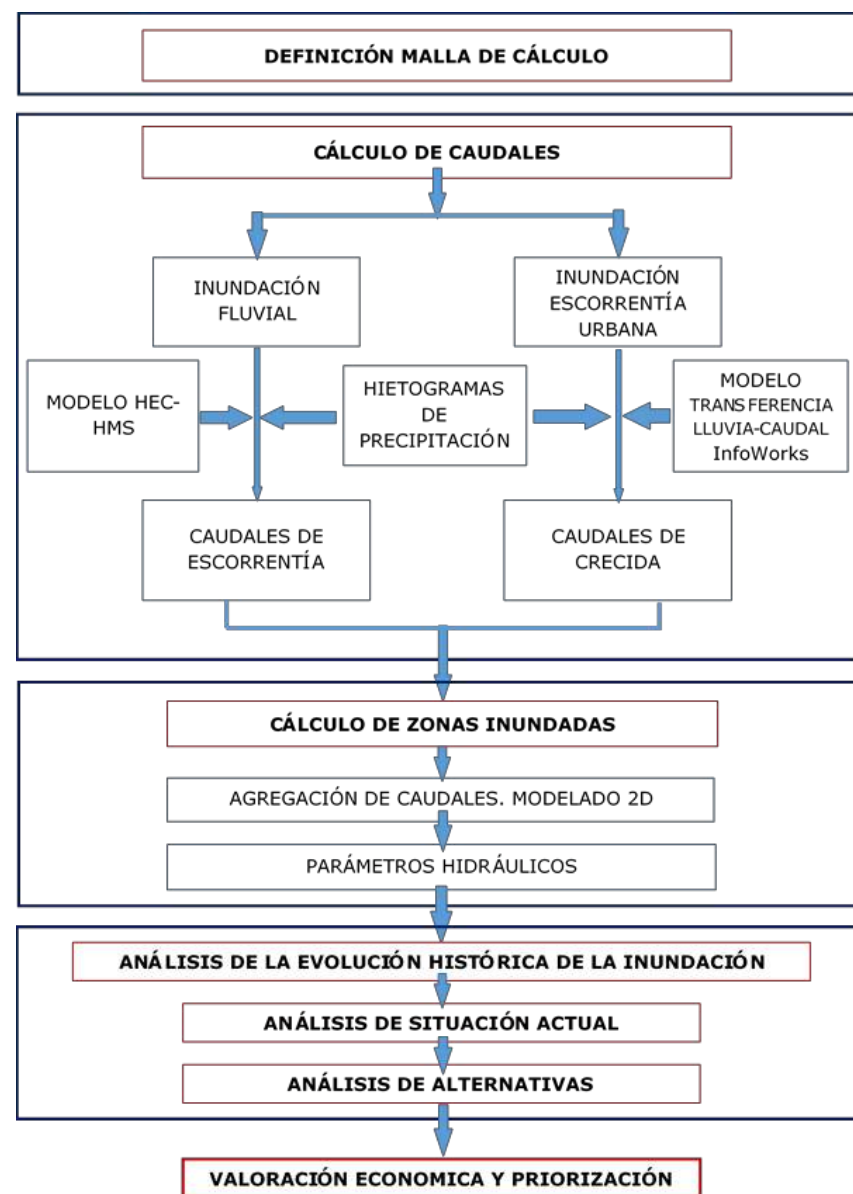 DEFINICIÓN MALLA DE CÁLCULO
CÁLCULO DE CAUDALES
INUNDACIÓN
FLUVIAL
INUNDACIÓN
ESCORRENTÍA
URBANA
MODELO HEC-
HMS
HIETOGRAMAS
DE
PRECIPITACIÓN
MODELO
TRANSFERENCIA
LLUVIA-CAUDAL
InfoWorks
CAUDALES DE
ESCORRENTÍA
CAUDALES DE
CRECIDA
CÁLCULO DE ZONAS INUNDADAS
AGREGACIÓN DE CAUDALES. MODELADO 2D
PARÁMETROS HIDRÁULICOS
ANÁLISIS DE LA EVOLUCIÓN HISTÓRICA DE LA INUNDACIÓN
ANÁLISIS DE SITUACIÓN ACTUAL
ANÁLISIS DE ALTERNATIVAS
VALORACIÓN ECONOMICA Y PRIORIZACIÓN